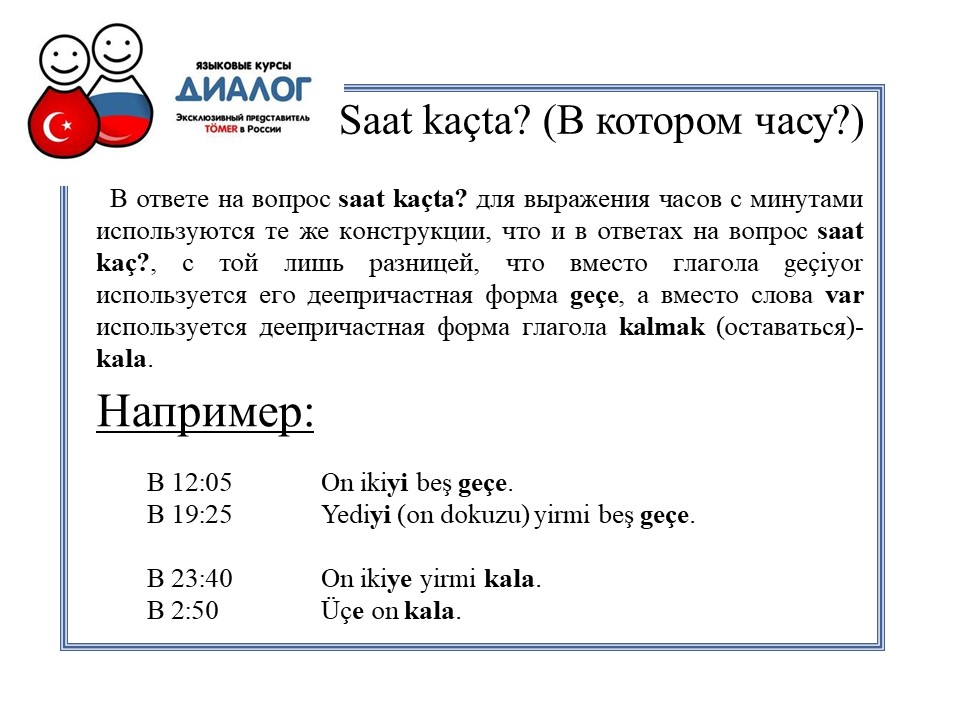 ЯЗЫКОВЫЕ КУРСЫ
ДИАЛОГ
Эксклюзивный представитель
TÖMER в России
Saat kaçta? (В котором часу?)
В ответе на вопрос saat kaçta? для выражения часов с минутами
используются те же конструкции, что и в ответах на вопрос saat
kaç?, с той лишь разницей, что вместо глагола geçiyor
используется его деепричастная форма geçe, а вместо слова var
используется деепричастная форма глагола kalmak (оставаться)-
kala.
Например:
В 12:05 On ikiyi beş geçe.
В 19:25 Yediyi (on dokuzu) yirmi beş geçe.
В 23:40 On ikiye yirmi kala.
В 2:50 Üçe on kala.